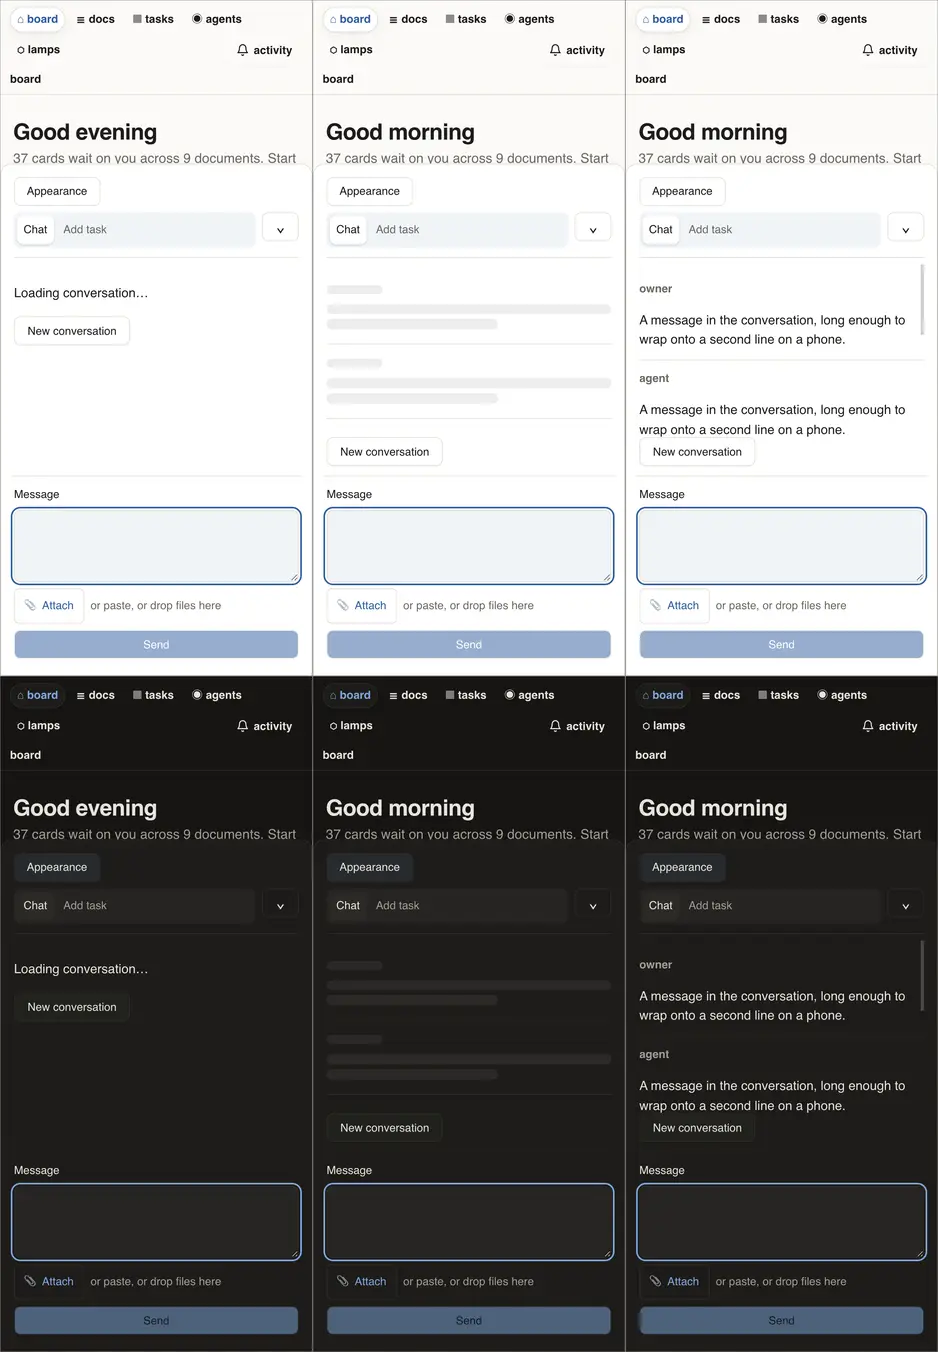 board docs tasks agents
lamps activity
board
Good evening
37 cards wait on you across 9 documents. Start
Appearance
Chat Add task
Loading conversation…
New conversation
Message
Attach or paste, or drop files here
Send
board docs tasks agents
lamps activity
board
Good morning
37 cards wait on you across 9 documents. Start
Appearance
Chat Add task
New conversation
Message
Attach or paste, or drop files here
Send
board docs tasks agents
lamps activity
board
Good morning
37 cards wait on you across 9 documents. Start
Appearance
Chat Add task
owner
A message in the conversation, long enough to
wrap onto a second line on a phone.
agent
A message in the conversation, long enough to
wrap onto a second line on a phone.
New conversation
Message
Attach or paste, or drop files here
Send
board docs tasks agents
lamps activity
board
Good evening
37 cards wait on you across 9 documents. Start
Appearance
Chat Add task
Loading conversation…
New conversation
Message
Attach or paste, or drop files here
Send
board docs tasks agents
lamps activity
board
Good morning
37 cards wait on you across 9 documents. Start
Appearance
Chat Add task
New conversation
Message
Attach or paste, or drop files here
Send
board docs tasks agents
lamps activity
board
Good morning
37 cards wait on you across 9 documents. Start
Appearance
Chat Add task
owner
A message in the conversation, long enough to
wrap onto a second line on a phone.
agent
A message in the conversation, long enough to
wrap onto a second line on a phone.
New conversation
Message
Attach or paste, or drop files here
Send